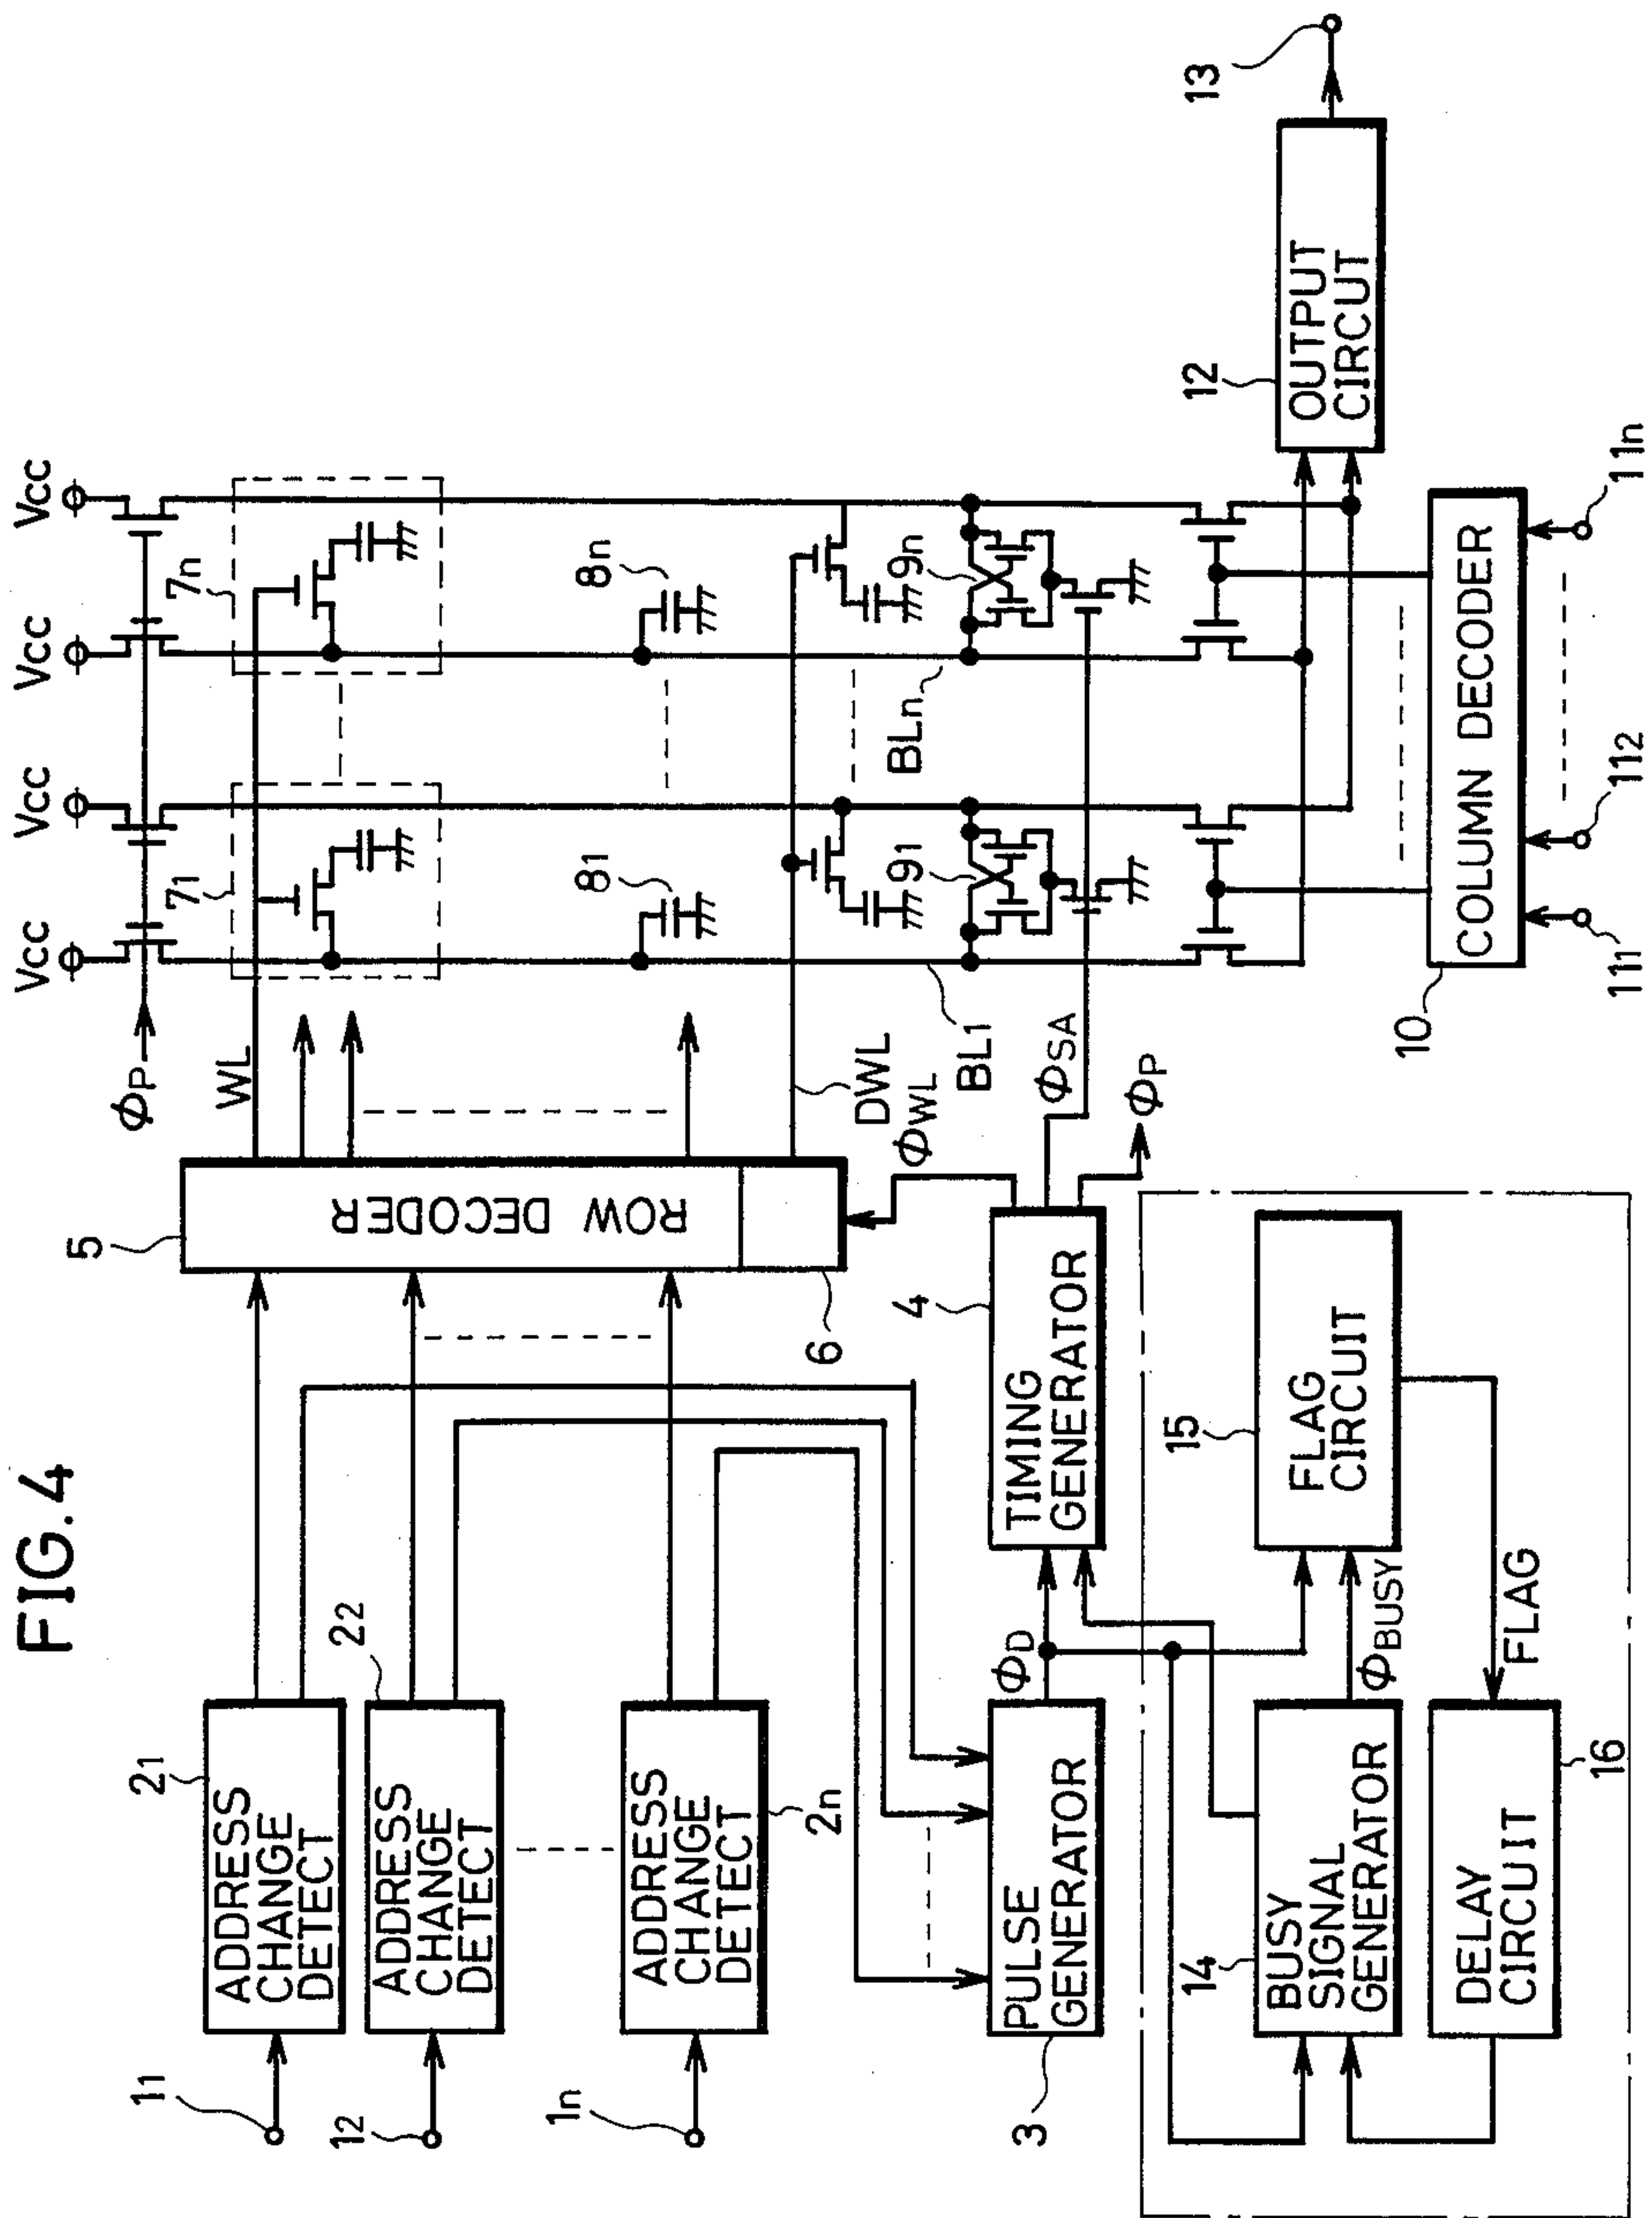 FIG. 4
11
12
1n
21
22
2n
ADDRESS
CHANGE
DETECT
ADDRESS
CHANGE
DETECT
ADDRESS
CHANGE
DETECT
5
ROW DECODER
6
ΦP
WL
DWL
ΦWL
Vcc
Vcc
Vcc
Vcc
71
7n
81
8n
91
9n
BL1
BLn
ΦSA
ΦP
3
PULSE
GENERATOR
ΦD
4
TIMING
GENERATOR
14
BUSY
SIGNAL
GENERATOR
ΦBUSY
15
FLAG
CIRCUIT
FLAG
DELAY
CIRCUIT
16
10
COLUMN DECODER
111
112
11n
12
OUTPUT
CIRCUT
13